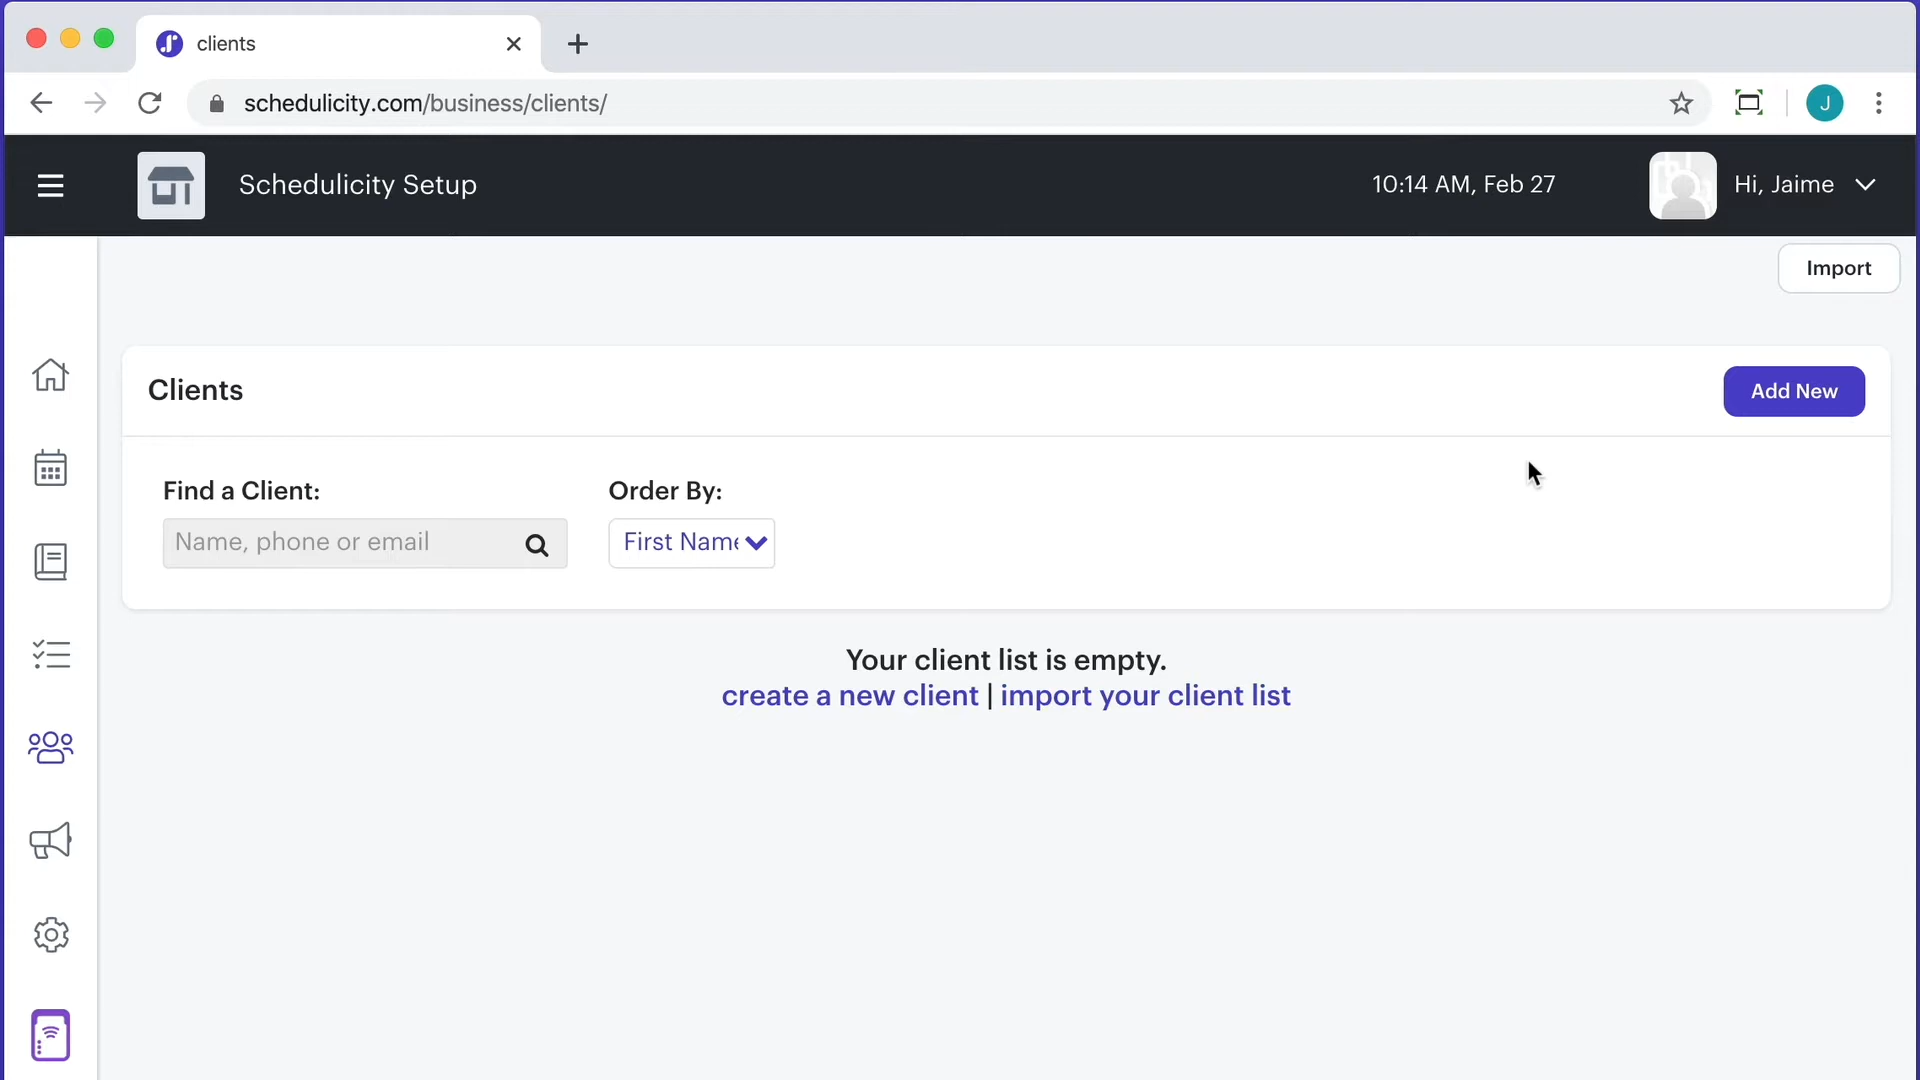 clients
schedulicity.com/business/clients/
J
Schedulicity Setup
10:14 AM, Feb 27
Hi, Jaime
Import
Clients
Add New
Find a Client:
Order By:
Name, phone or email
First Name
Your client list is empty.
create a new client | import your client list